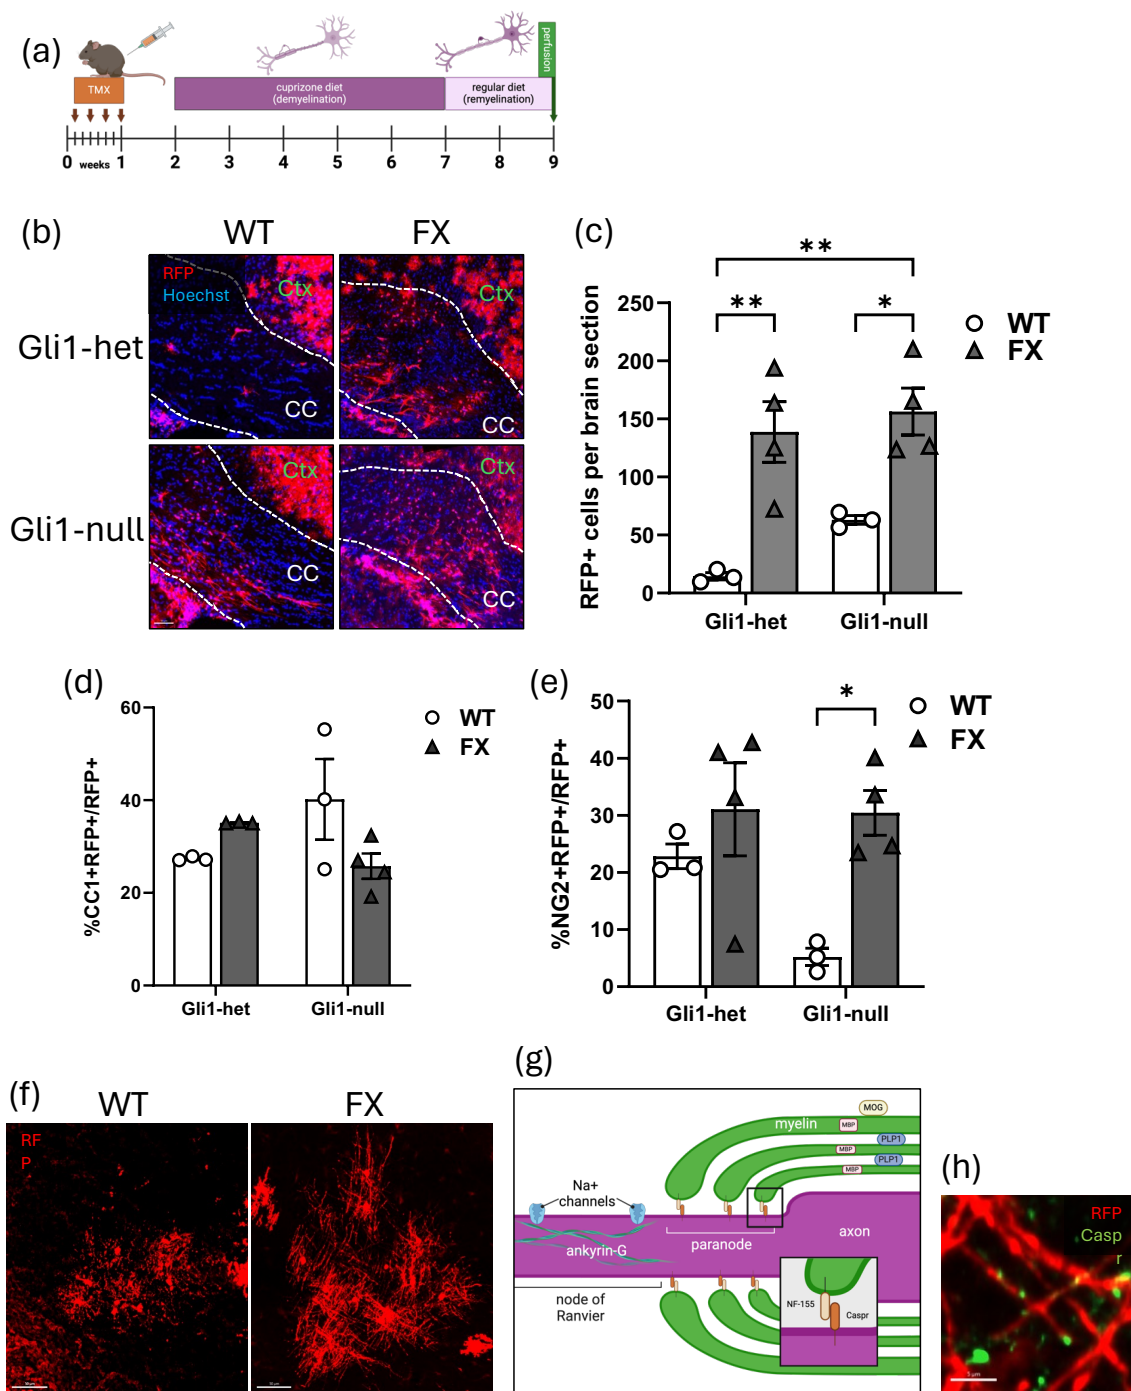 (a)
TMX
cuprizone diet
(demyelination)
regular diet
(remyelination)
perfusion
0 weeks 1 2 3 4 5 6 7 8 9
(b)
WT FX
Gli1-het
RFP
Hoechst
Ctx
CC
Ctx
CC
Gli1-null
Ctx
CC
Ctx
CC
(c)
RFP+ cells per brain section
250
200
150
100
50
0
** 
** *
WT
FX
Gli1-het Gli1-null
(d)
%CC1+RFP+/RFP+
60
40
20
0
WT
FX
Gli1-het Gli1-null
(e)
%NG2+RFP+/RFP+
50
40
30
20
10
0
*
WT
FX
Gli1-het Gli1-null
(f)
WT FX
RF
P
(g)
MOG
myelin
MBP
PLP1
MBP
PLP1
MBP
Na+
channels
ankyrin-G
paranode
axon
node of
Ranvier
NF-155
Caspr
(h)
RFP
Casp
r
5 µm